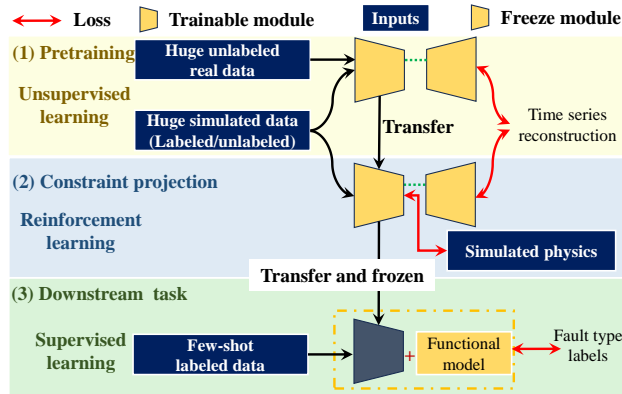 Loss
Trainable module
Inputs
Freeze module
(1) Pretraining
Unsupervised
learning
Huge unlabeled
real data
Huge simulated data
(Labeled/unlabeled)
Transfer
Time series
reconstruction
(2) Constraint projection
Reinforcement
learning
Simulated physics
Transfer and frozen
(3) Downstream task
Supervised
learning
Few-shot
labeled data
+
Functional
model
Fault type
labels